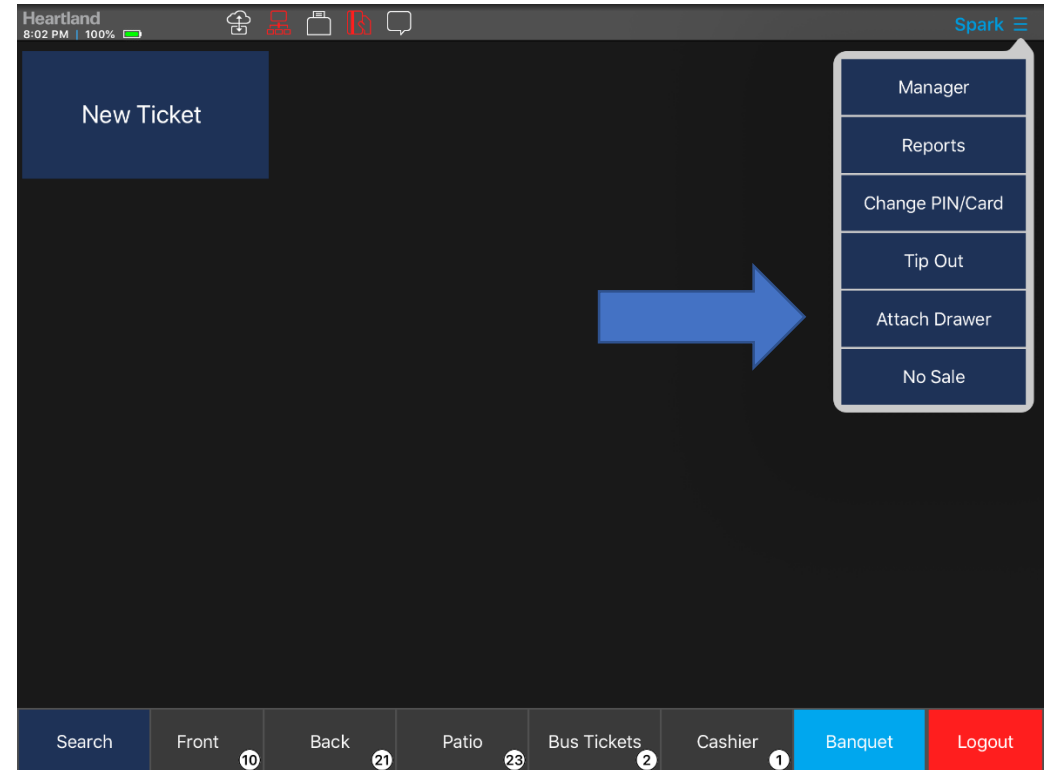 Heartland
8:02 PM | 100%
Spark
New Ticket
Manager
Reports
Change PIN/Card
Tip Out
Attach Drawer
No Sale
Search
Front
10
Back
21
Patio
23
Bus Tickets
2
Cashier
1
Banquet
Logout